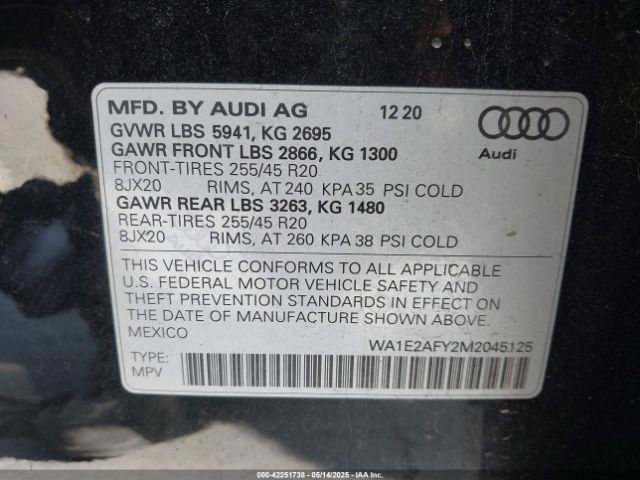 MFD. BY AUDI AG 12 20
GVWR LBS 5941, KG 2695
GAWR FRONT LBS 2866, KG 1300
FRONT-TIRES 255/45 R20
8JX20 RIMS, AT 240 KPA 35 PSI COLD
GAWR REAR LBS 3263, KG 1480
REAR-TIRES 255/45 R20
8JX20 RIMS, AT 260 KPA 38 PSI COLD
Audi
THIS VEHICLE CONFORMS TO ALL APPLICABLE
U.S. FEDERAL MOTOR VEHICLE SAFETY AND
THEFT PREVENTION STANDARDS IN EFFECT ON
THE DATE OF MANUFACTURE SHOWN ABOVE.
MEXICO
WA1E2AFY2M2045125
TYPE:
MPV
000-42251738 - 05/14/2025 - IAAI.COM